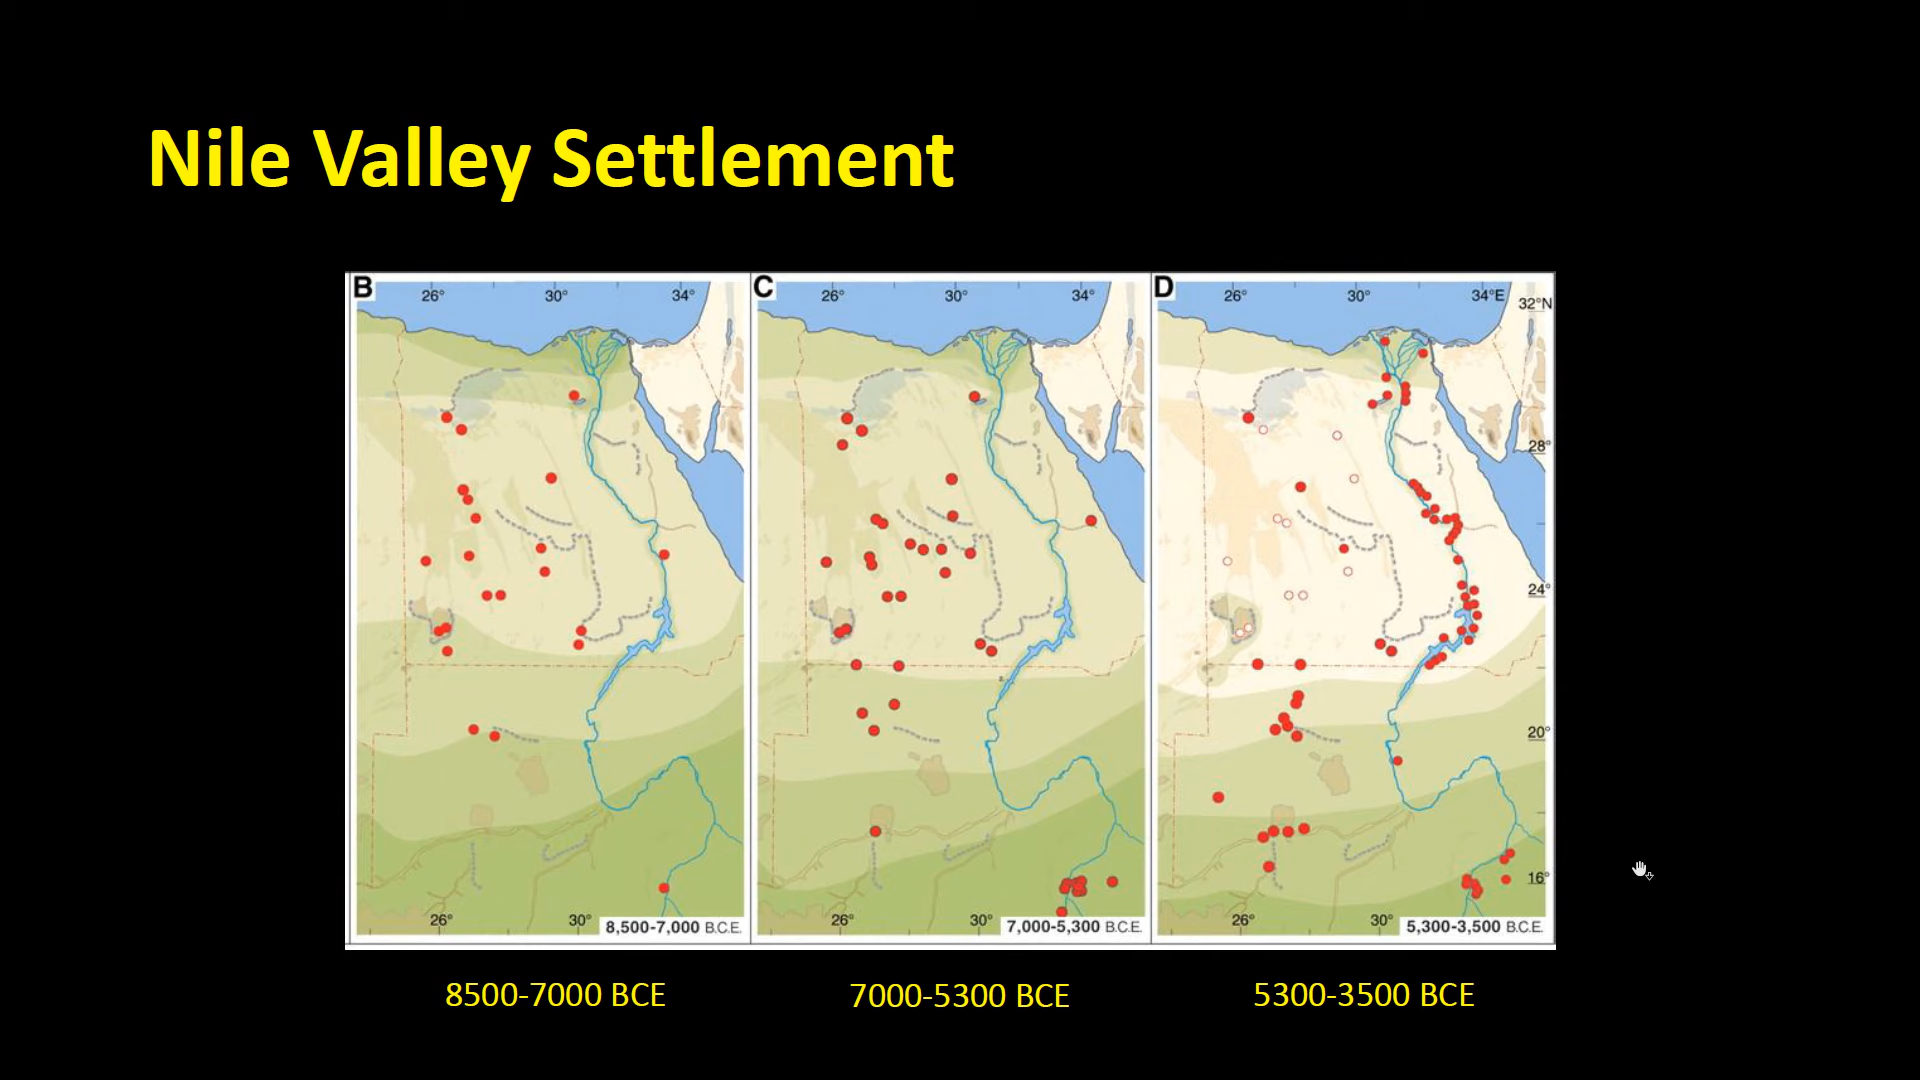 Nile Valley Settlement
B
26°
30°
34°
C
26°
30°
34°
D
26°
30°
34°E
32°N
28°
24°
20°
16°
26°
30°
8,500-7,000 B.C.E.
26°
30°
7,000-5,300 B.C.E.
26°
30°
5,300-3,500 B.C.E.
8500-7000 BCE
7000-5300 BCE
5300-3500 BCE